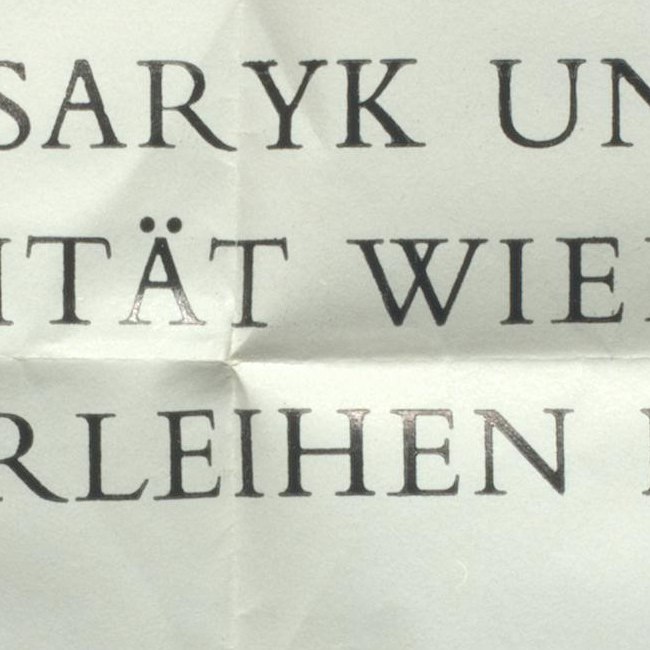 SARYK UN
ITÄT WIE
RLEIHEN